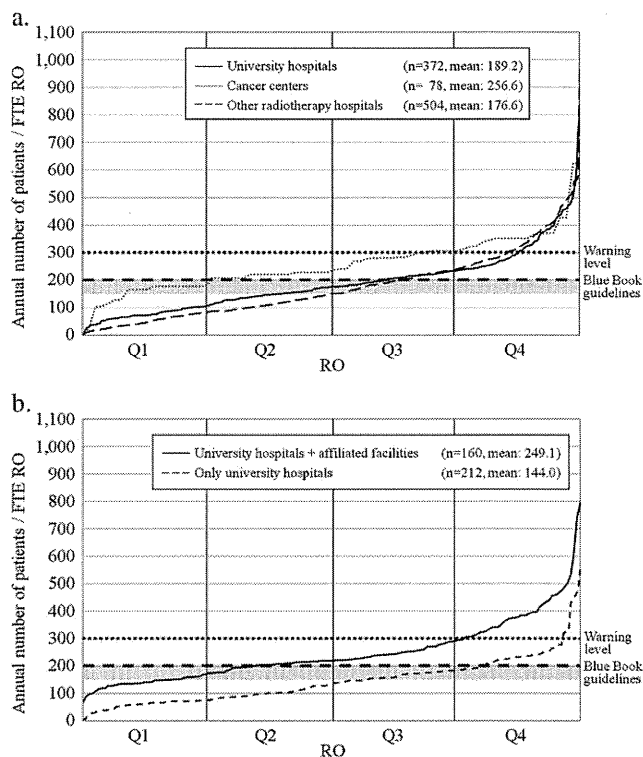 a.
Annual number of patients / FTE RO
1,100
1,000
900
800
700
600
500
400
300
200
100
0
University hospitals (n=372, mean: 189.2)
Cancer centers (n= 78, mean: 256.6)
Other radiotherapy hospitals (n=504, mean: 176.6)
Warning
level
Blue Book
guidelines
Q1 Q2 Q3 Q4
RO
b.
Annual number of patients / FTE RO
1,100
1,000
900
800
700
600
500
400
300
200
100
0
University hospitals + affiliated facilities (n=160, mean: 249.1)
Only university hospitals (n=212, mean: 144.0)
Warning
level
Blue Book
guidelines
Q1 Q2 Q3 Q4
RO